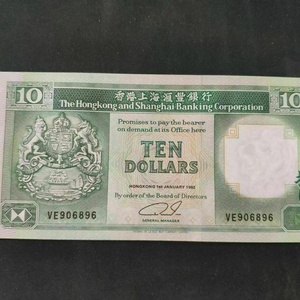 10 香港上海滙豐銀行 10
The Hongkong and Shanghai Banking Corporation
Promises to pay the bearer
on demand at its Office here
TEN
DOLLARS
HONGKONG 1st JANUARY 1992
By order of the Board of Directors
GENERAL MANAGER
VE906896 VE906896